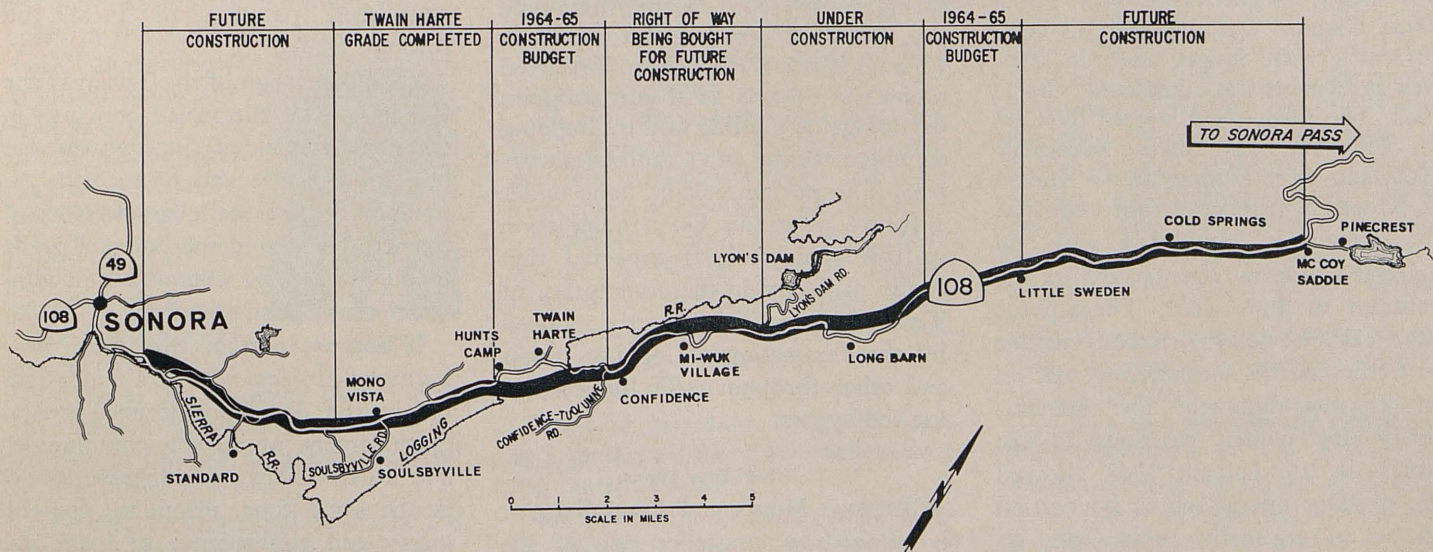 FUTURE
CONSTRUCTION
TWAIN HARTE
GRADE COMPLETED
1964-65
CONSTRUCTION
BUDGET
RIGHT OF WAY
BEING BOUGHT
FOR FUTURE
CONSTRUCTION
UNDER
CONSTRUCTION
1964-65
CONSTRUCTION
BUDGET
FUTURE
CONSTRUCTION
TO SONORA PASS
49
108
SONORA
SIERRA
R.R.
STANDARD
MONO
VISTA
SOULSBYVILLE RD.
SOULSBYVILLE
LOGGING
HUNTS
CAMP
TWAIN
HARTE
CONFIDENCE-TUOLUMNE
RD.
CONFIDENCE
R.R.
MI-WUK
VILLAGE
LYON'S DAM
LYON'S DAM RD.
LONG BARN
108
LITTLE SWEDEN
COLD SPRINGS
PINECREST
MC COY
SADDLE
0 1 2 3 4 5
SCALE IN MILES
N